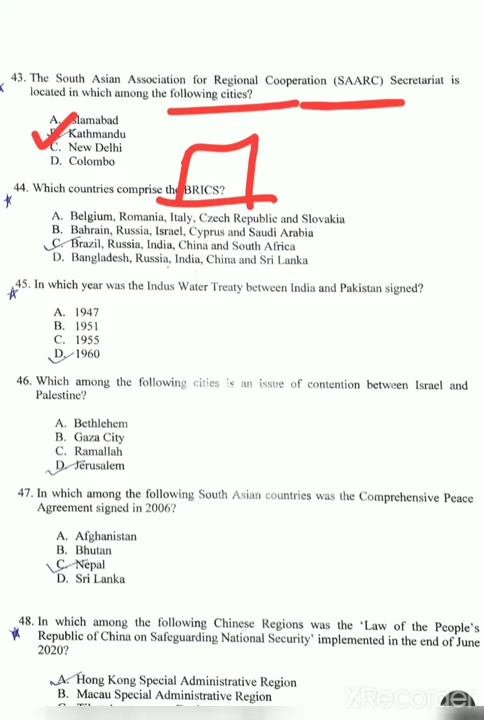 43. The South Asian Association for Regional Cooperation (SAARC) Secretariat is
located in which among the following cities?
A. Islamabad
B. Kathmandu
C. New Delhi
D. Colombo
44. Which countries comprise the BRICS?
A. Belgium, Romania, Italy, Czech Republic and Slovakia
B. Bahrain, Russia, Israel, Cyprus and Saudi Arabia
C. Brazil, Russia, India, China and South Africa
D. Bangladesh, Russia, India, China and Sri Lanka
45. In which year was the Indus Water Treaty between India and Pakistan signed?
A. 1947
B. 1951
C. 1955
D. 1960
46. Which among the following cities is an issue of contention between Israel and
Palestine?
A. Bethlehem
B. Gaza City
C. Ramallah
D. Jerusalem
47. In which among the following South Asian countries was the Comprehensive Peace
Agreement signed in 2006?
A. Afghanistan
B. Bhutan
C. Nepal
D. Sri Lanka
48. In which among the following Chinese Regions was the ‘Law of the People's
Republic of China on Safeguarding National Security’ implemented in the end of June
2020?
A. Hong Kong Special Administrative Region
B. Macau Special Administrative Region
XRecorder